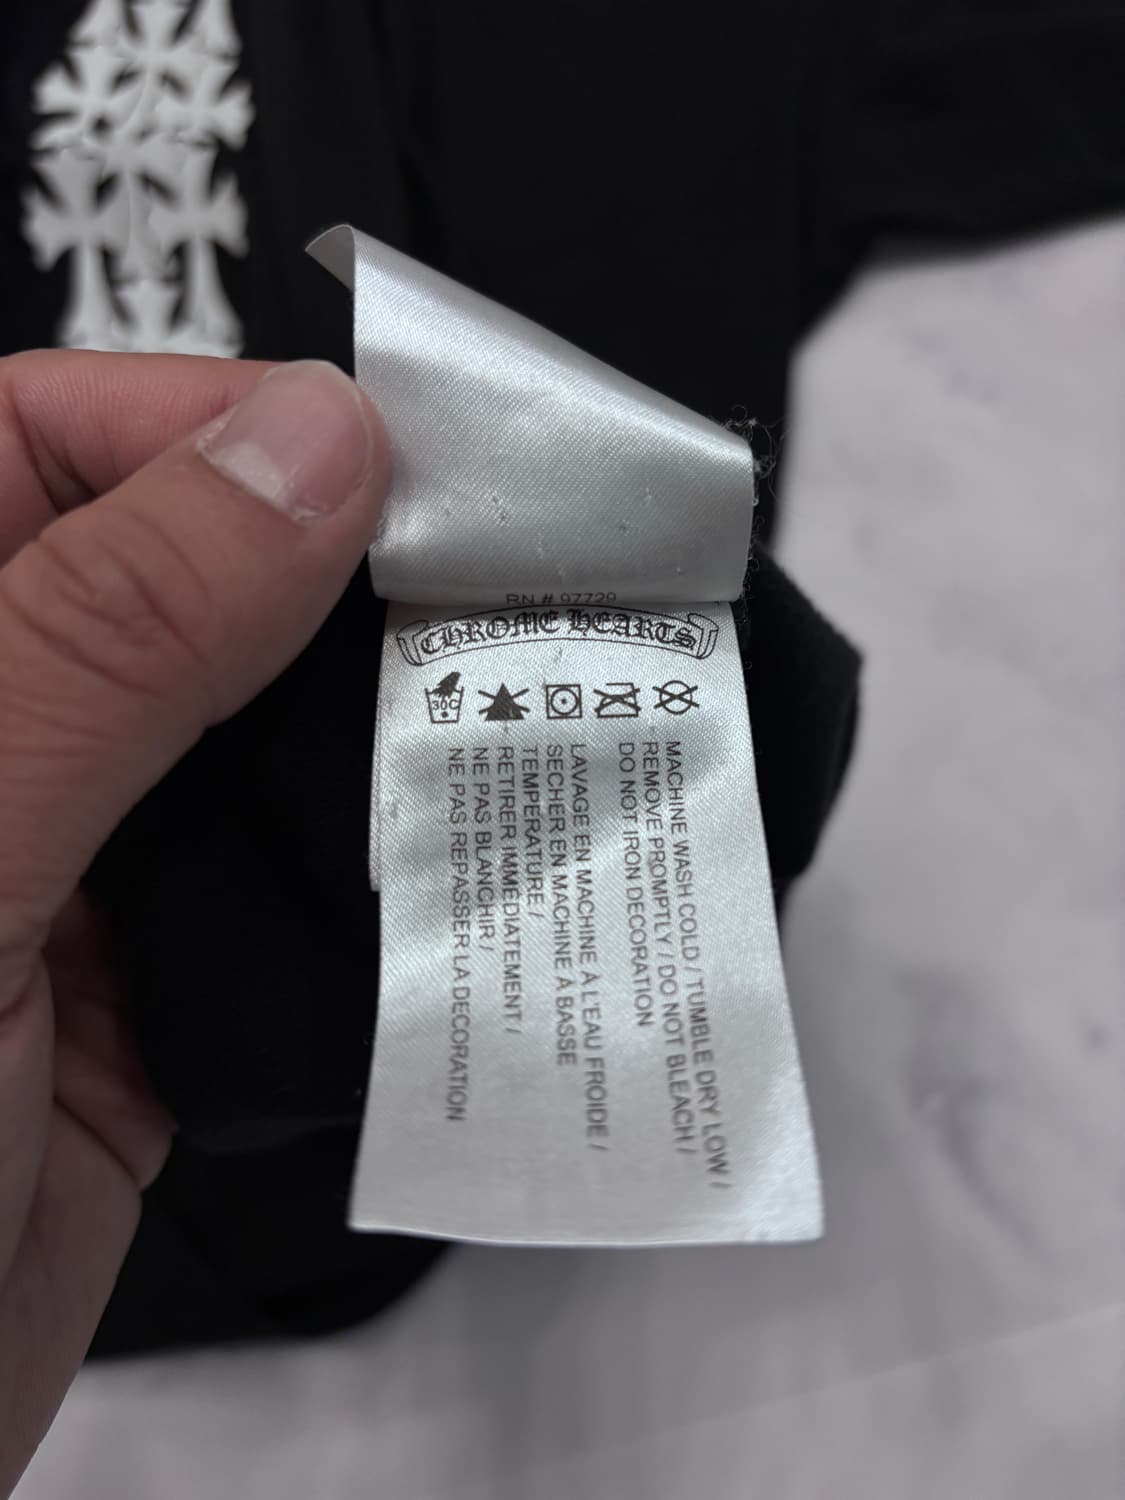 RN # 97729
CHROME HEARTS
30C
MACHINE WASH COLD / TUMBLE DRY LOW /
REMOVE PROMPTLY / DO NOT BLEACH /
DO NOT IRON DECORATION
LAVAGE EN MACHINE À L'EAU FROIDE /
SECHER EN MACHINE À BASSE
TEMPERATURE /
RETIRER IMMÉDIATEMENT /
NE PAS BLANCHIR /
NE PAS REPASSER LA DECORATION